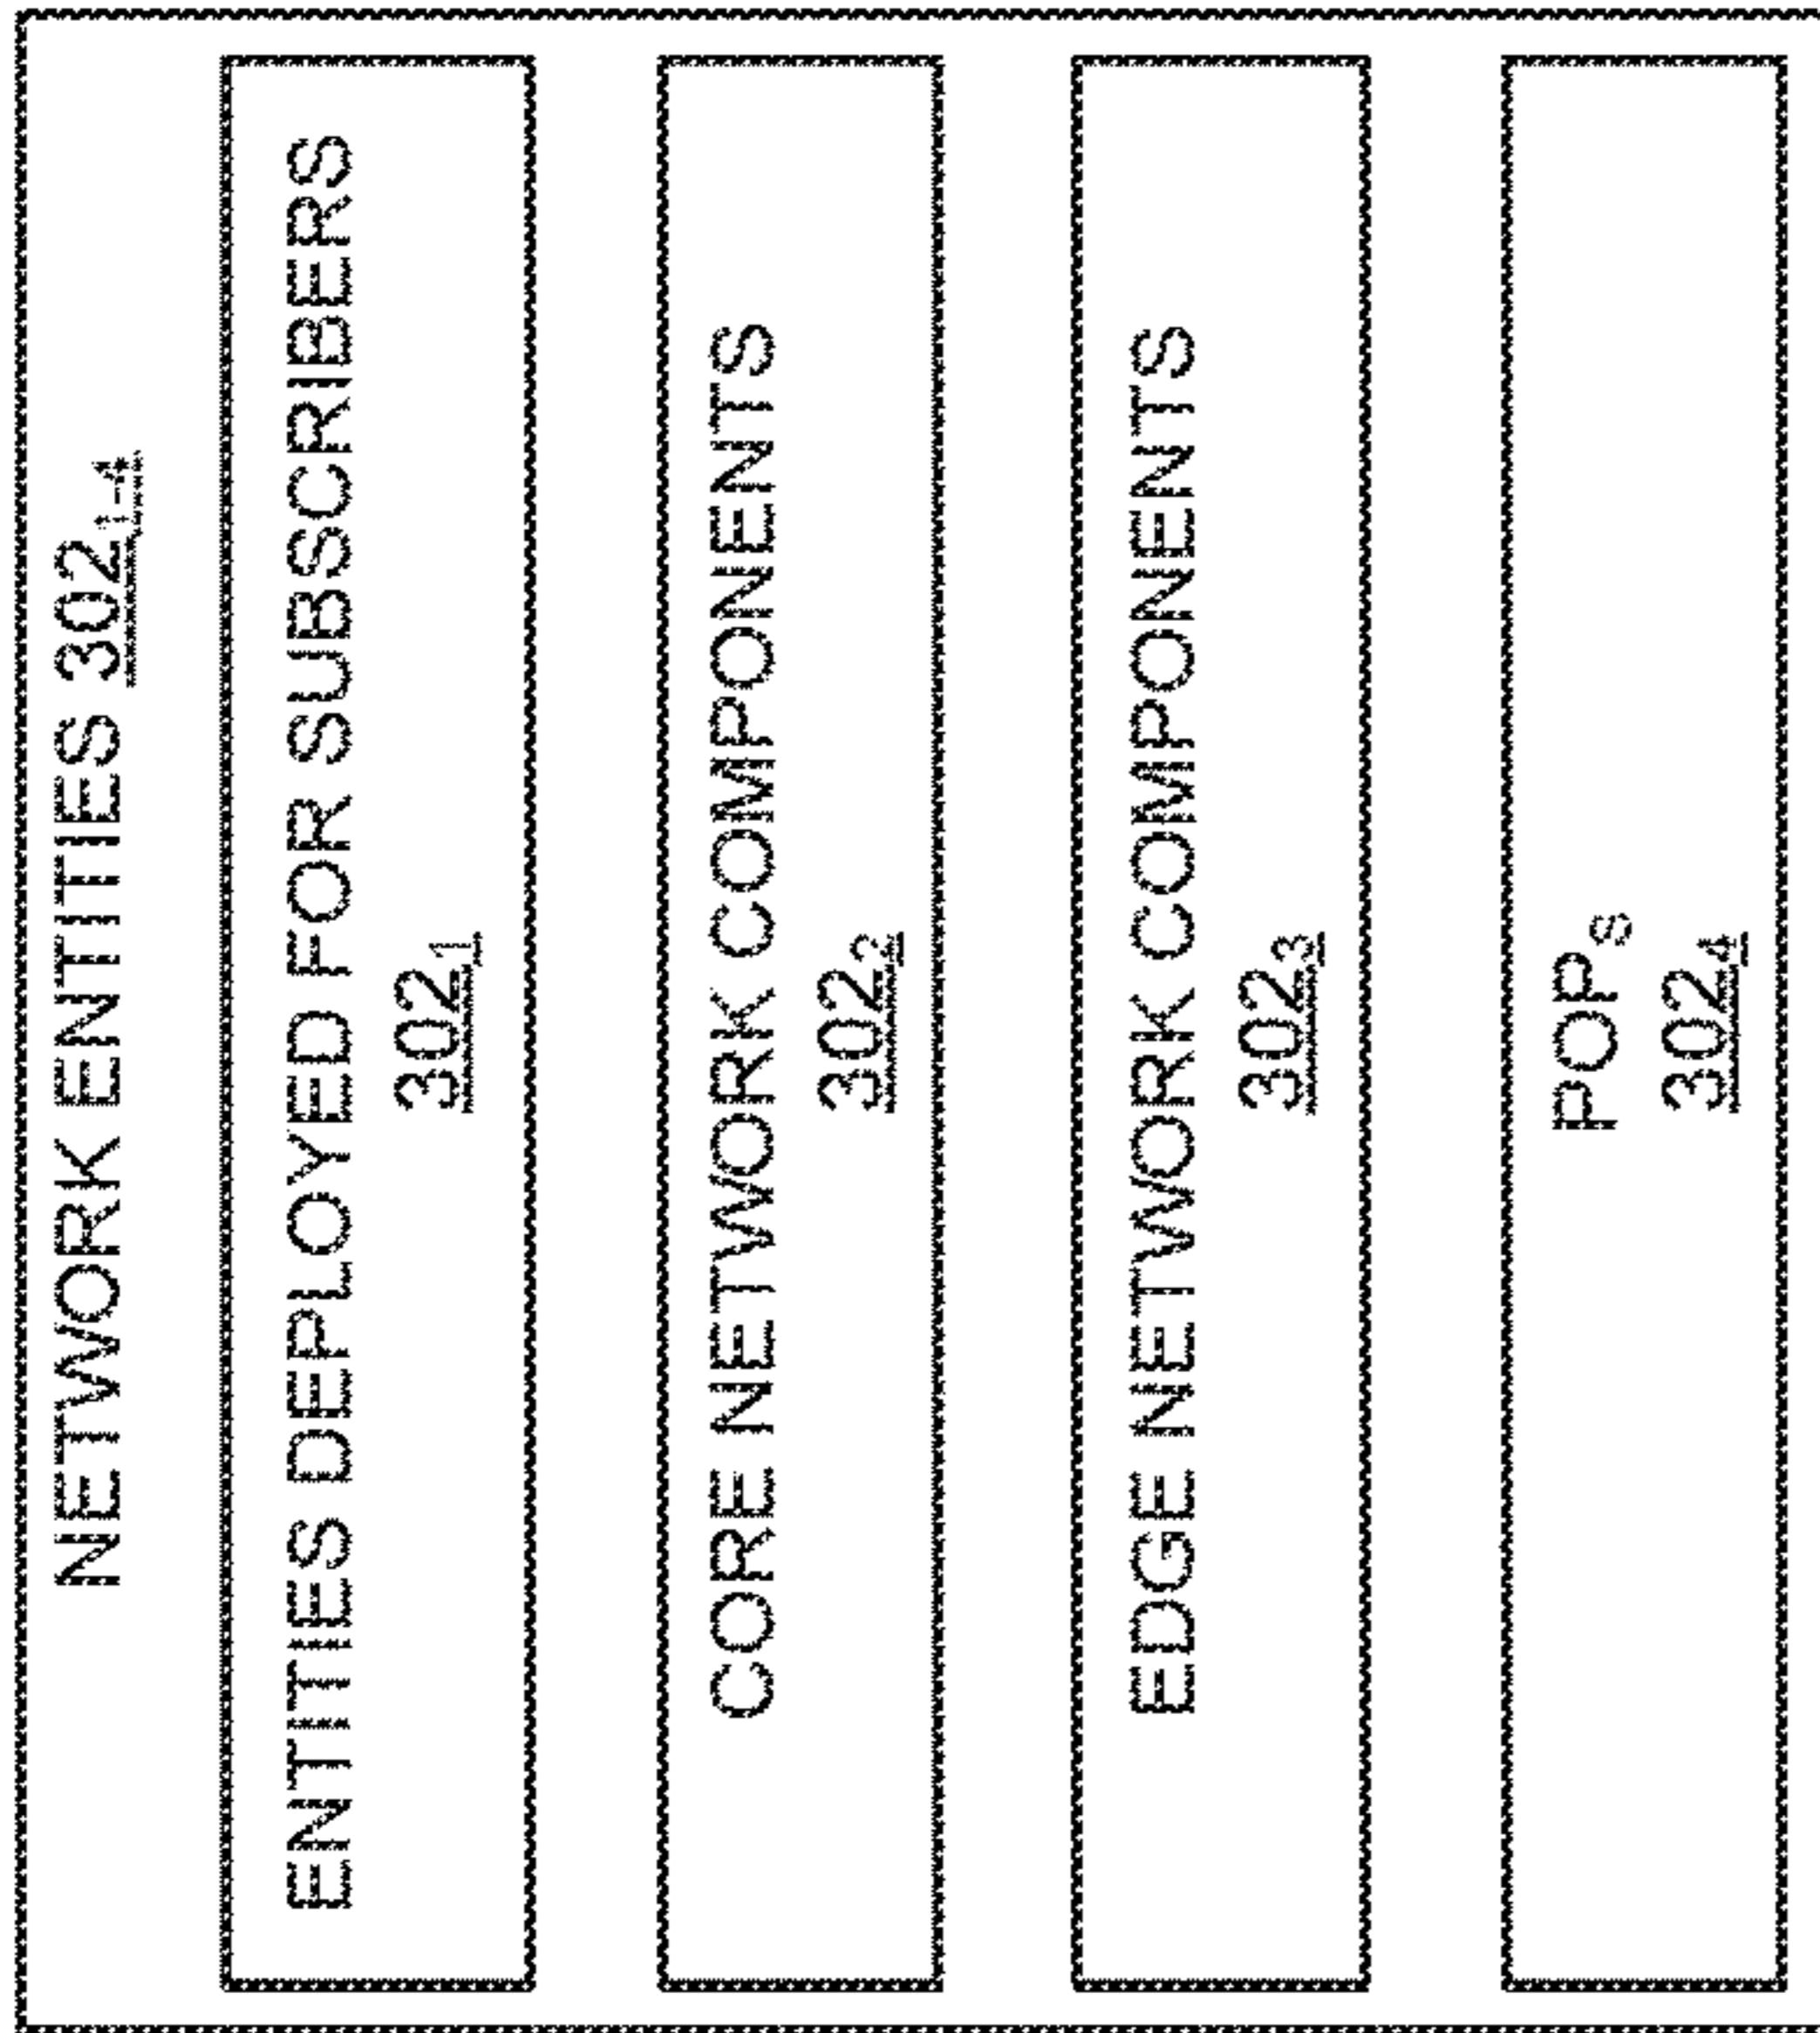 NETWORK ENTITIES 302₁₋₄
ENTITIES DEPLOYED FOR SUBSCRIBERS
302₁
CORE NETWORK COMPONENTS
302₂
EDGE NETWORK COMPONENTS
302₃
POPₛ
302₄